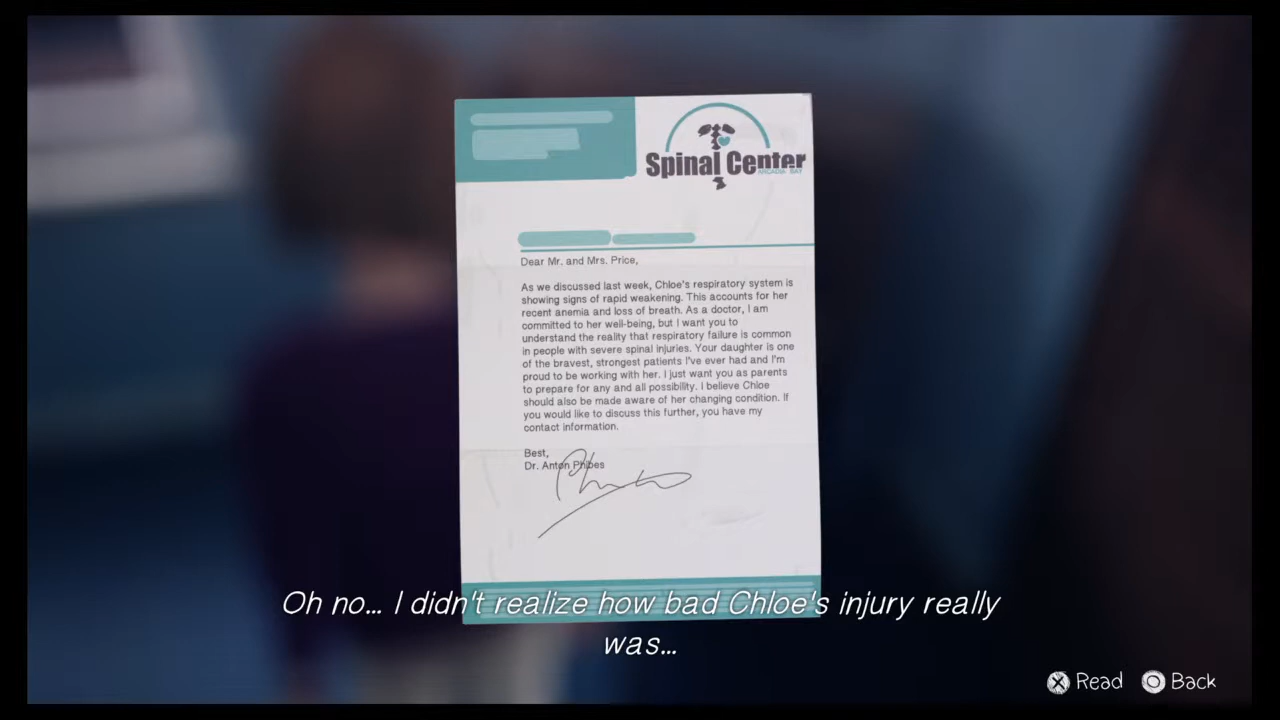 Spinal Center
ARCADIA BAY
Dear Mr. and Mrs. Price,
As we discussed last week, Chloe's respiratory system is
showing signs of rapid weakening. This accounts for her
recent anemia and loss of breath. As a doctor, I am
committed to her well-being, but I want you to
understand the reality that respiratory failure is common
in people with severe spinal injuries. Your daughter is one
of the bravest, strongest patients I've ever had and I'm
proud to be working with her. I just want you as parents
to prepare for any and all possibility. I believe Chloe
should also be made aware of her changing condition. If
you would like to discuss this further, you have my
contact information.
Best,
Dr. Anton Phibes
Oh no... I didn't realize how bad Chloe's injury really
was...
Read
Back